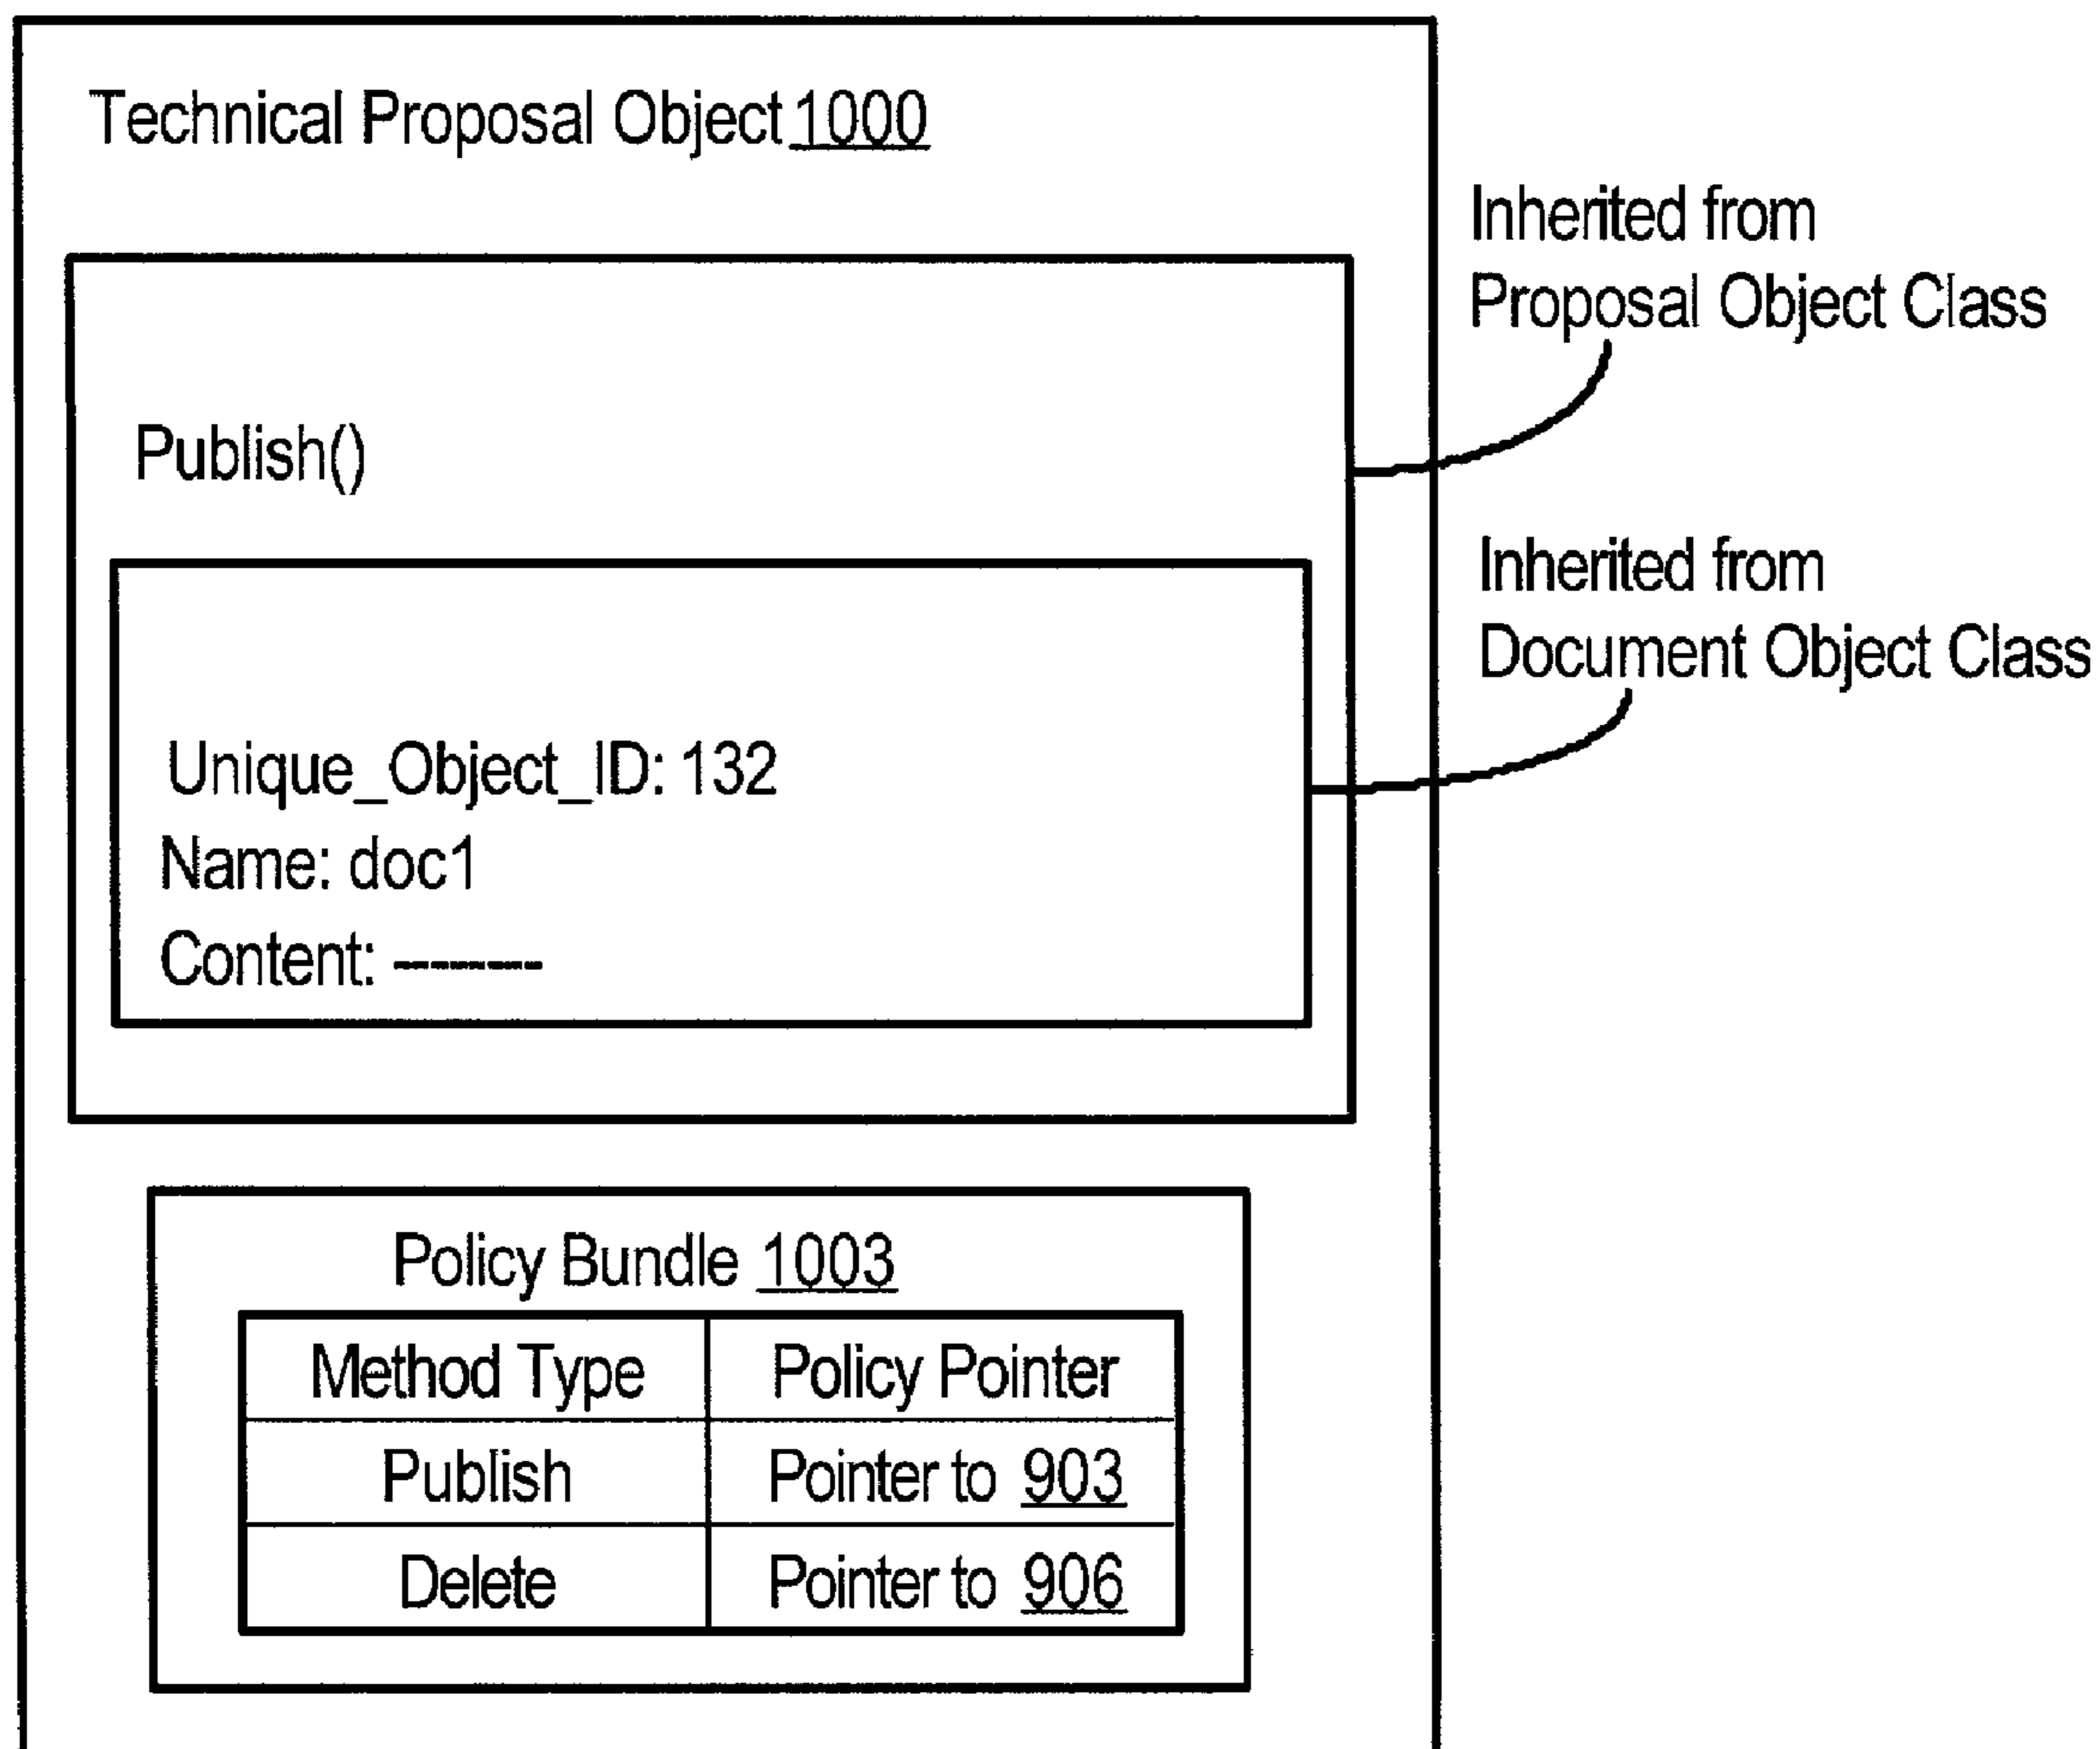 Technical Proposal Object 1000
Inherited from
Proposal Object Class
Publish()
Inherited from
Document Object Class
Unique_Object_ID: 132
Name: doc1
Content: --------
Policy Bundle 1003
Method Type Policy Pointer
Publish Pointer to 903
Delete Pointer to 906